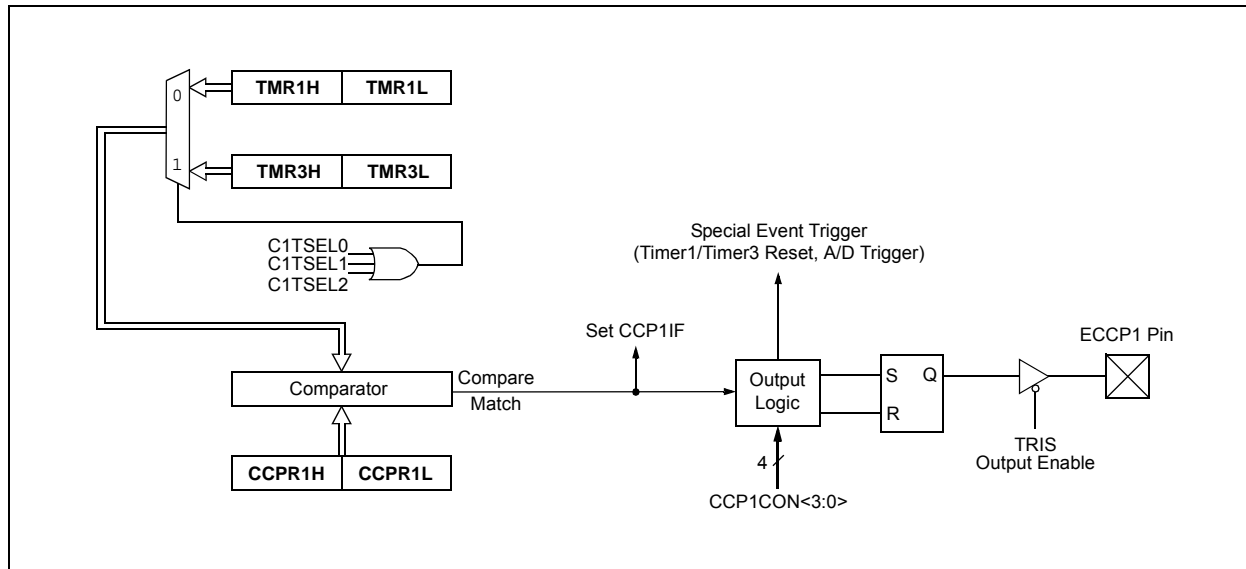 0
TMR1H TMR1L
1
TMR3H TMR3L
C1TSEL0
C1TSEL1
C1TSEL2
Special Event Trigger
(Timer1/Timer3 Reset, A/D Trigger)
Set CCP1IF
ECCP1 Pin
Comparator
Compare
Match
Output
Logic
S Q
R
TRIS
Output Enable
CCPR1H CCPR1L
4
CCP1CON<3:0>